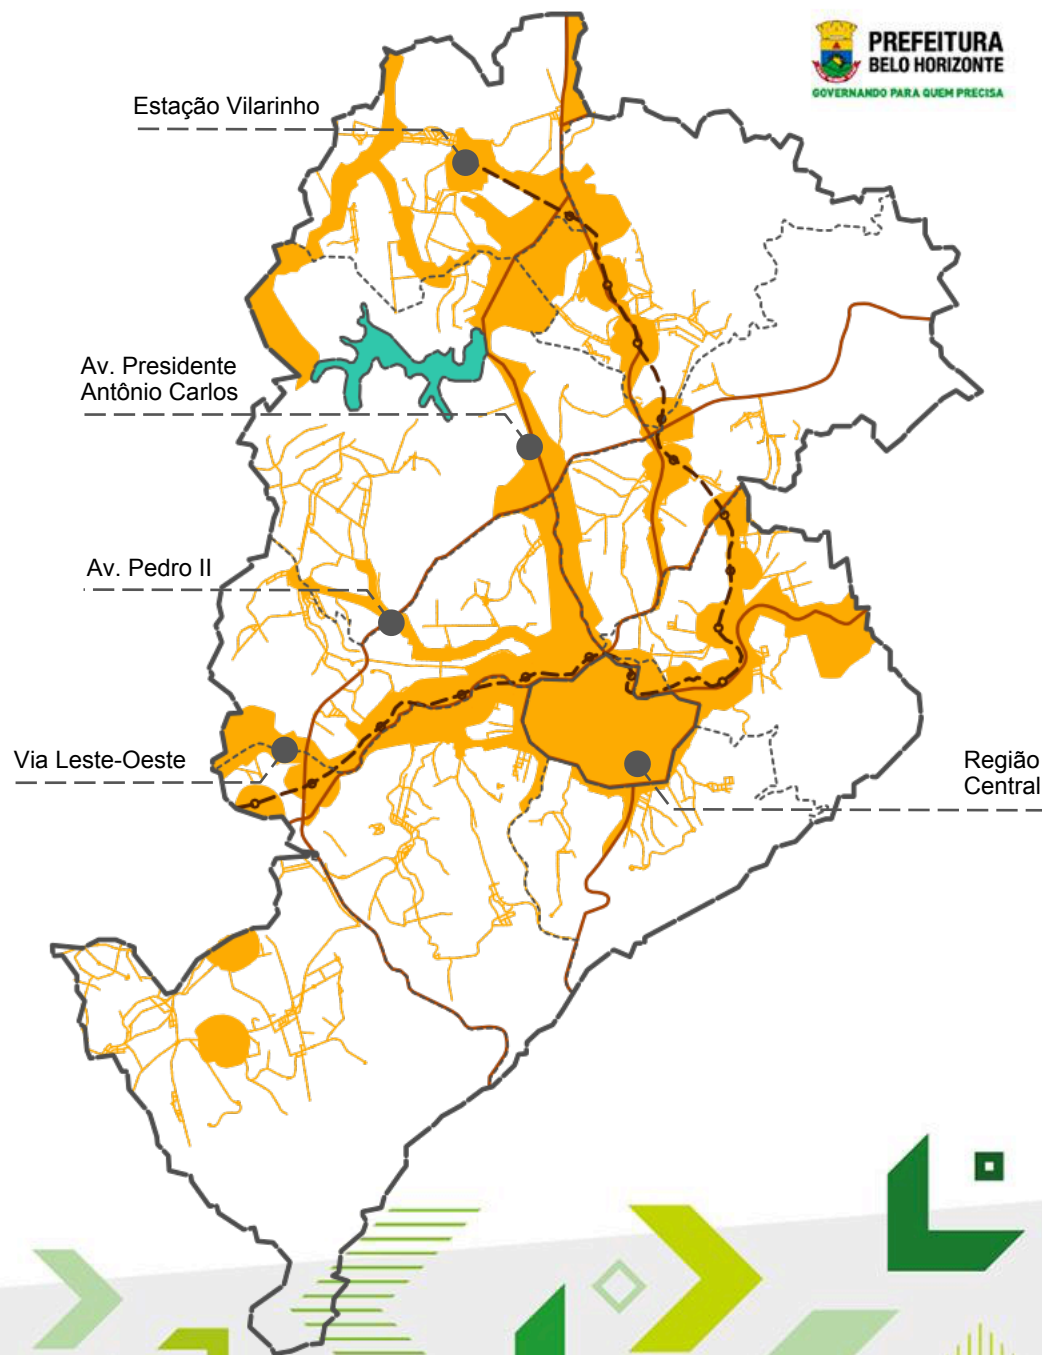 PREFEITURA
BELO HORIZONTE
GOVERNANDO PARA QUEM PRECISA
Estação Vilarinho
Av. Presidente
Antônio Carlos
Av. Pedro II
Via Leste-Oeste
Região
Central